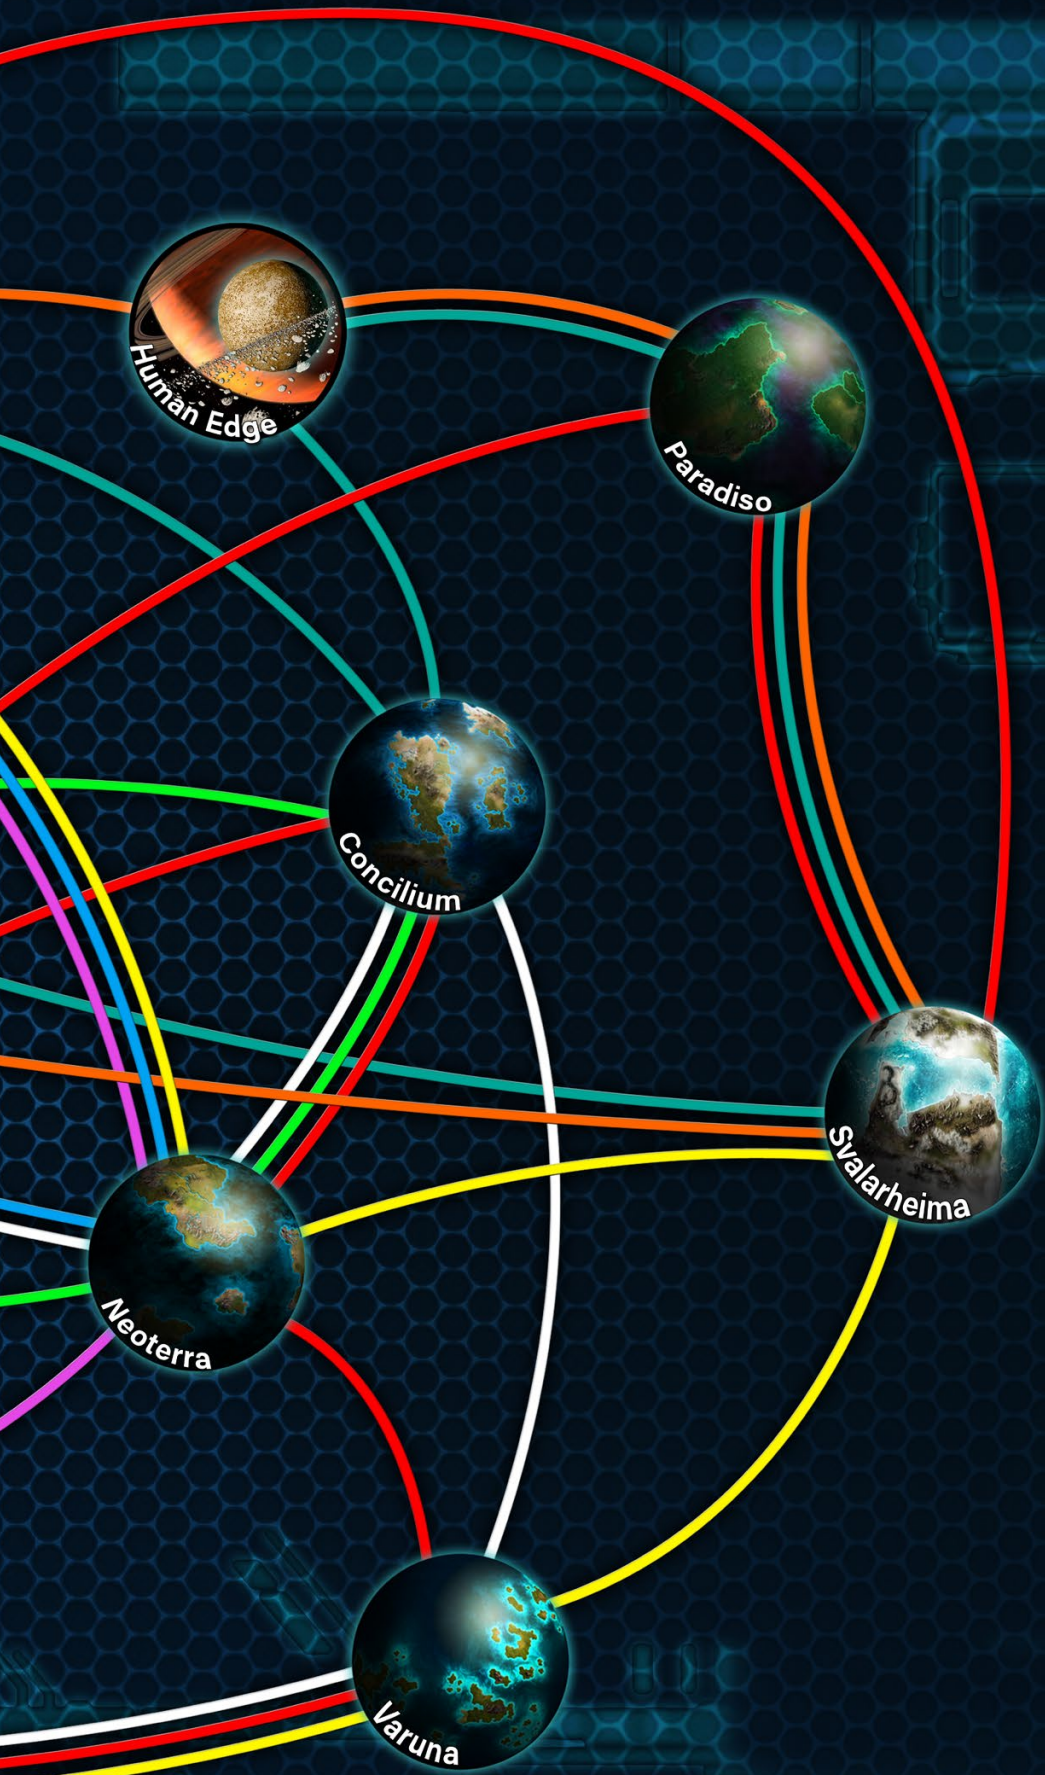 Human Edge
Paradiso
Concilium
Svalarheima
Neoterra
Varuna